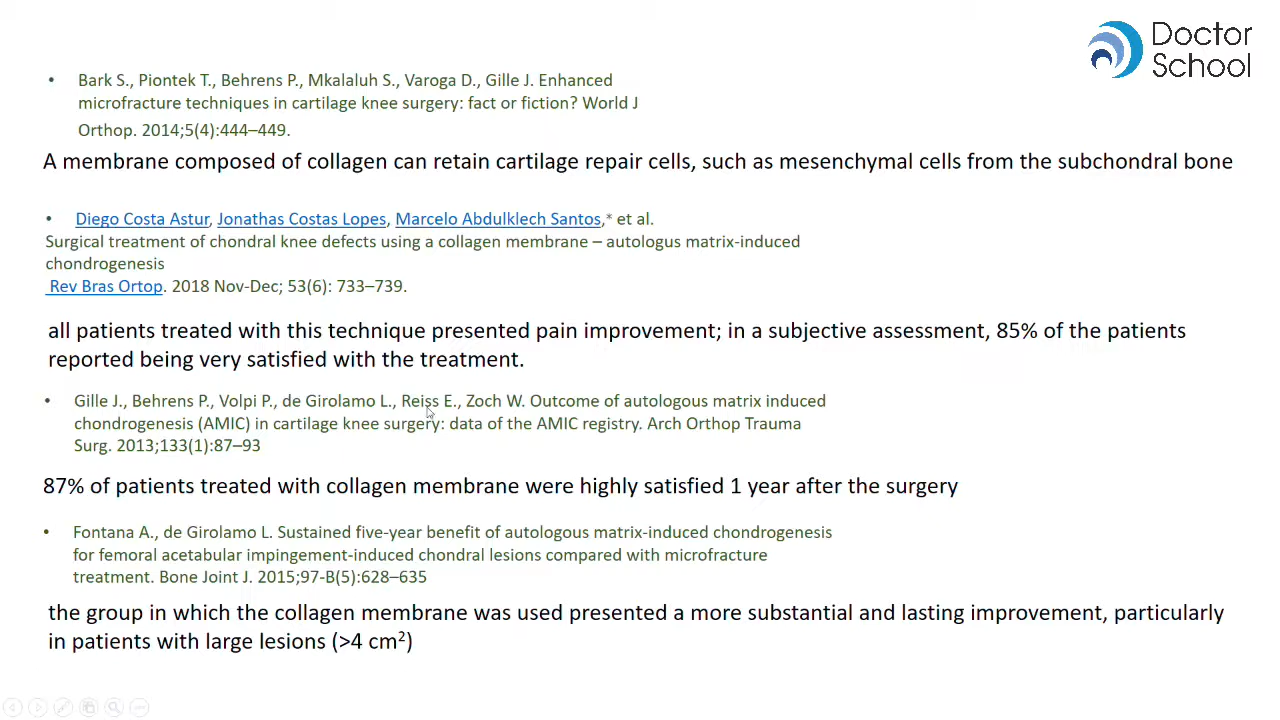 Doctor
School
• Bark S., Piontek T., Behrens P., Mkalaluh S., Varoga D., Gille J. Enhanced
microfracture techniques in cartilage knee surgery: fact or fiction? World J
Orthop. 2014;5(4):444–449.
A membrane composed of collagen can retain cartilage repair cells, such as mesenchymal cells from the subchondral bone
• Diego Costa Astur, Jonathas Costas Lopes, Marcelo Abdulklech Santos,* et al.
Surgical treatment of chondral knee defects using a collagen membrane – autologus matrix-induced
chondrogenesis
Rev Bras Ortop. 2018 Nov-Dec; 53(6): 733–739.
all patients treated with this technique presented pain improvement; in a subjective assessment, 85% of the patients
reported being very satisfied with the treatment.
• Gille J., Behrens P., Volpi P., de Girolamo L., Reiss E., Zoch W. Outcome of autologous matrix induced
chondrogenesis (AMIC) in cartilage knee surgery: data of the AMIC registry. Arch Orthop Trauma
Surg. 2013;133(1):87–93
87% of patients treated with collagen membrane were highly satisfied 1 year after the surgery
• Fontana A., de Girolamo L. Sustained five-year benefit of autologous matrix-induced chondrogenesis
for femoral acetabular impingement-induced chondral lesions compared with microfracture
treatment. Bone Joint J. 2015;97-B(5):628–635
the group in which the collagen membrane was used presented a more substantial and lasting improvement, particularly
in patients with large lesions (>4 cm²)